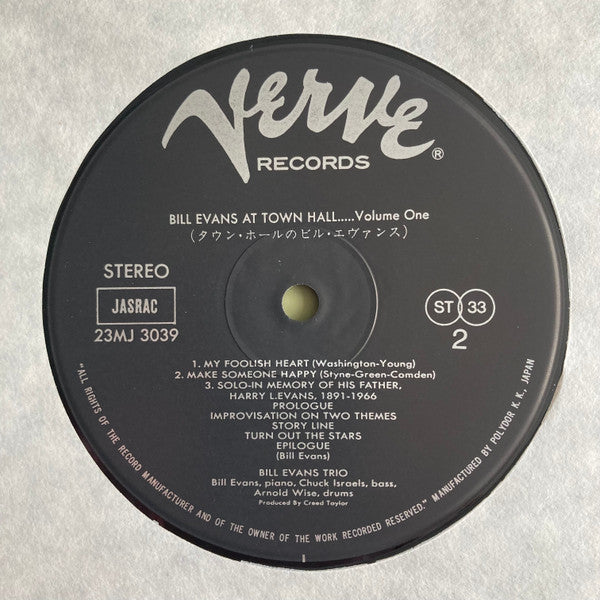 Verve
RECORDS ®
BILL EVANS AT TOWN HALL.....Volume One
(タウン・ホールのビル・エヴァンス)
STEREO
JASRAC
23MJ 3039
ST 33
2
1. MY FOOLISH HEART (Washington-Young)
2. MAKE SOMEONE HAPPY (Styne-Green-Comden)
3. SOLO-IN MEMORY OF HIS FATHER,
HARRY L.EVANS, 1891-1966
PROLOGUE
IMPROVISATION ON TWO THEMES
STORY LINE
TURN OUT THE STARS
EPILOGUE
(Bill Evans)
BILL EVANS TRIO
Bill Evans, piano, Chuck Israels, bass,
Arnold Wise, drums
Produced By Creed Taylor
"ALL RIGHTS OF THE RECORD MANUFACTURER AND OF THE OWNER OF THE WORK RECORDED RESERVED." MANUFACTURED BY POLYDOR K. K., JAPAN